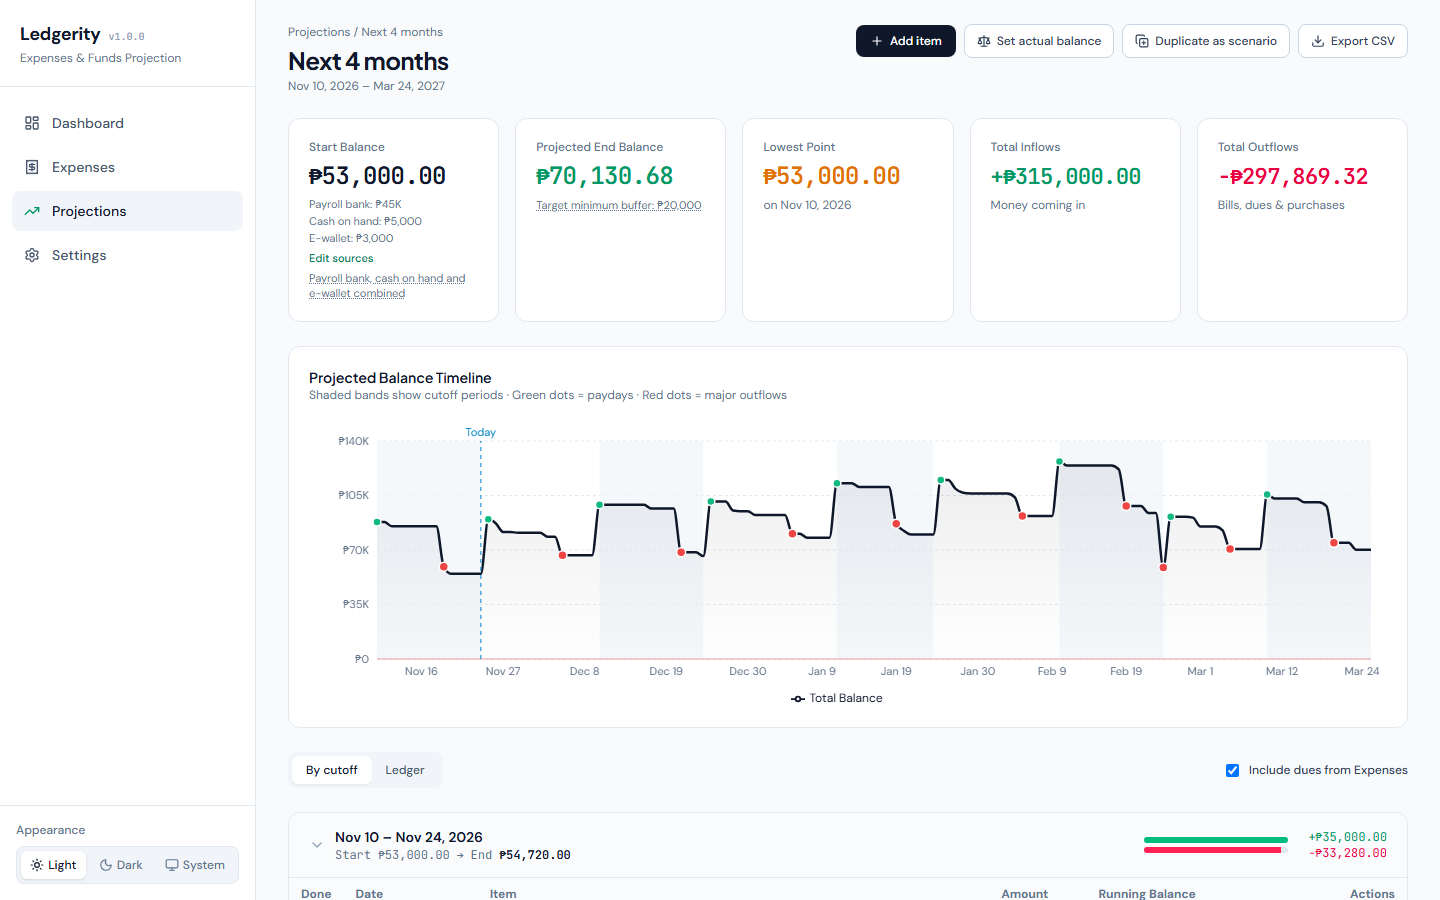 Ledgerity v1.0.0
Expenses & Funds Projection
Dashboard
Expenses
Projections
Settings
Appearance
Light
Dark
System
Projections / Next 4 months
Next 4 months
Nov 10, 2026 – Mar 24, 2027
Add item
Set actual balance
Duplicate as scenario
Export CSV
Start Balance
₱53,000.00
Payroll bank: ₱45K
Cash on hand: ₱5,000
E-wallet: ₱3,000
Edit sources
Payroll bank, cash on hand and
e-wallet combined
Projected End Balance
₱70,130.68
Target minimum buffer: ₱20,000
Lowest Point
₱53,000.00
on Nov 10, 2026
Total Inflows
+₱315,000.00
Money coming in
Total Outflows
-₱297,869.32
Bills, dues & purchases
Projected Balance Timeline
Shaded bands show cutoff periods · Green dots = paydays · Red dots = major outflows
Today
₱140K
₱105K
₱70K
₱35K
₱0
Nov 16
Nov 27
Dec 8
Dec 19
Dec 30
Jan 9
Jan 19
Jan 30
Feb 9
Feb 19
Mar 1
Mar 12
Mar 24
Total Balance
By cutoff
Ledger
Include dues from Expenses
Nov 10 – Nov 24, 2026
Start ₱53,000.00 → End ₱54,720.00
+₱35,000.00
-₱33,280.00
Done
Date
Item
Amount
Running Balance
Actions